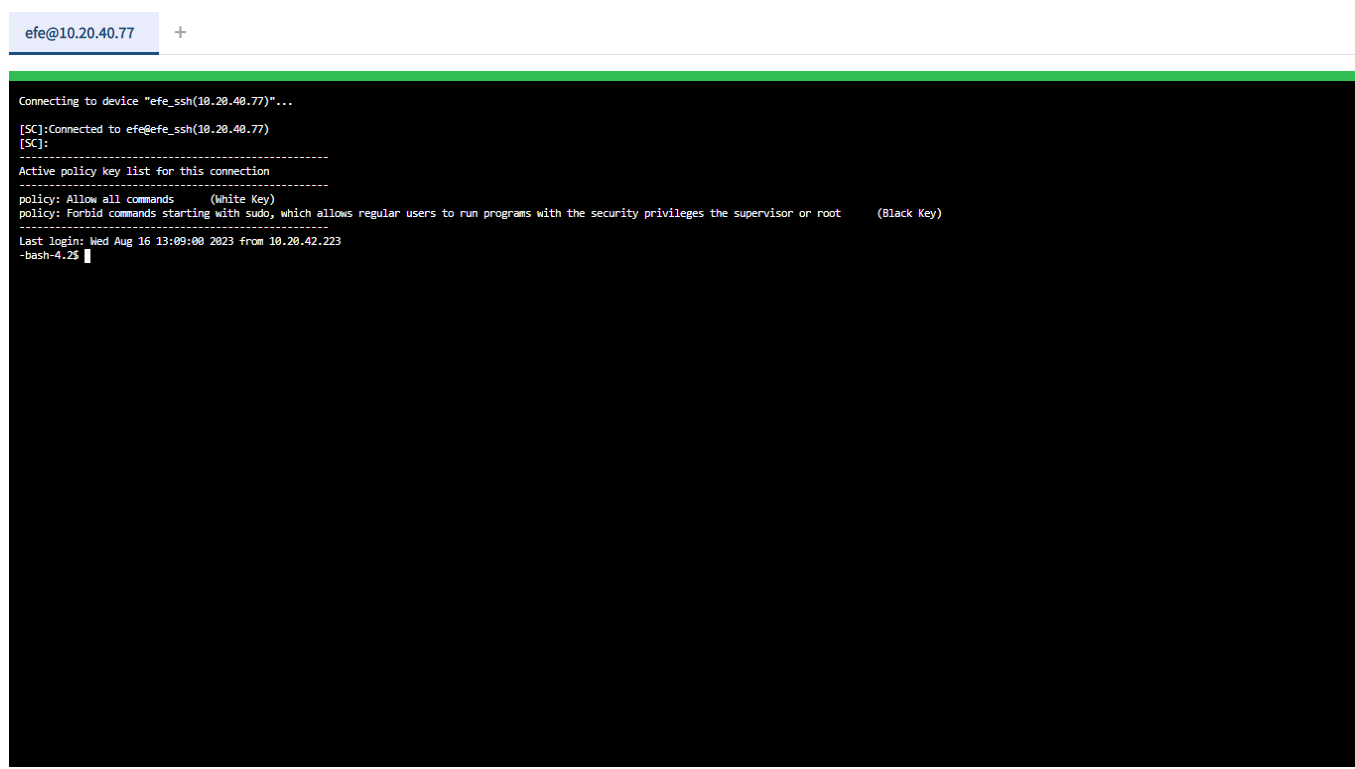 efe@10.20.40.77 +
Connecting to device "efe_ssh(10.20.40.77)"...
[SC]:Connected to efe@efe_ssh(10.20.40.77)
[SC]:
----------------------------------------------------
Active policy key list for this connection
----------------------------------------------------
policy: Allow all commands (White Key)
policy: Forbid commands starting with sudo, which allows regular users to run programs with the security privileges the supervisor or root (Black Key)
----------------------------------------------------
Last login: Wed Aug 16 13:09:00 2023 from 10.20.42.223
-bash-4.2$